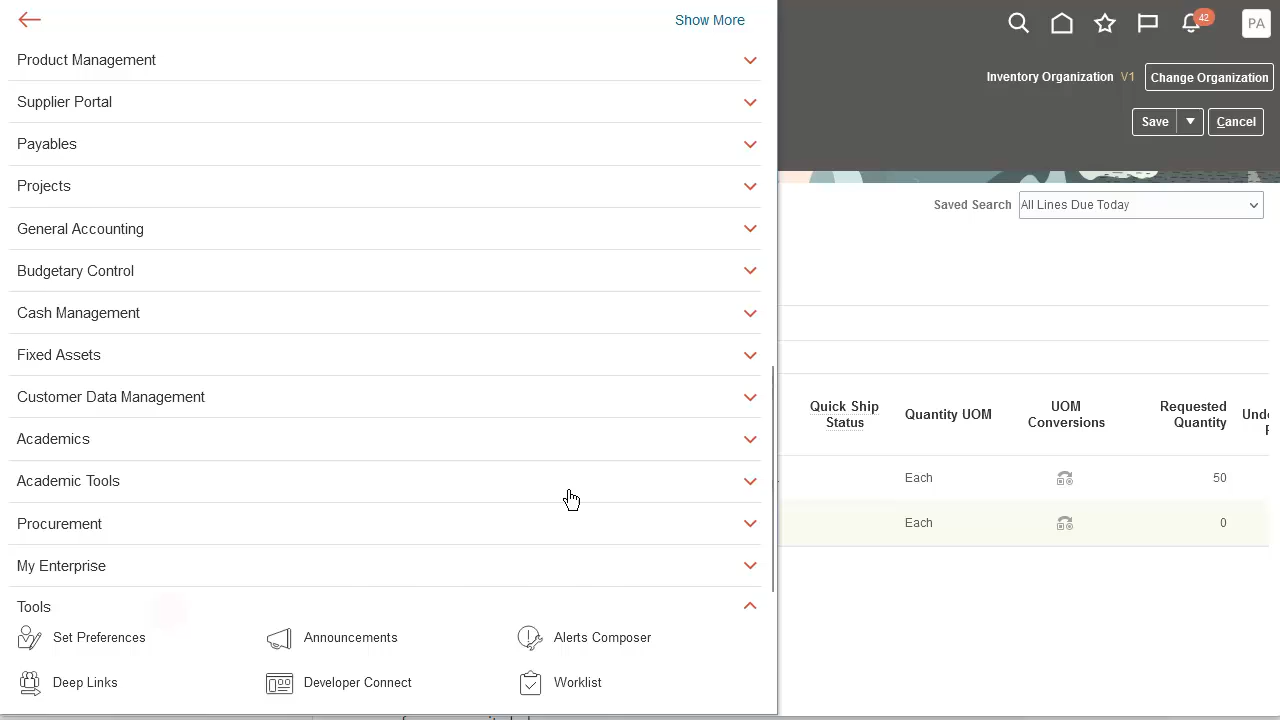 Show More
42
PA
Product Management
Supplier Portal
Payables
Projects
General Accounting
Budgetary Control
Cash Management
Fixed Assets
Customer Data Management
Academics
Academic Tools
Procurement
My Enterprise
Tools
Set Preferences
Announcements
Alerts Composer
Deep Links
Developer Connect
Worklist
Inventory Organization V1 Change Organization
Save Cancel
Saved Search All Lines Due Today
Quick Ship
Status
Quantity UOM
UOM
Conversions
Requested
Quantity
Each 50
Each 0